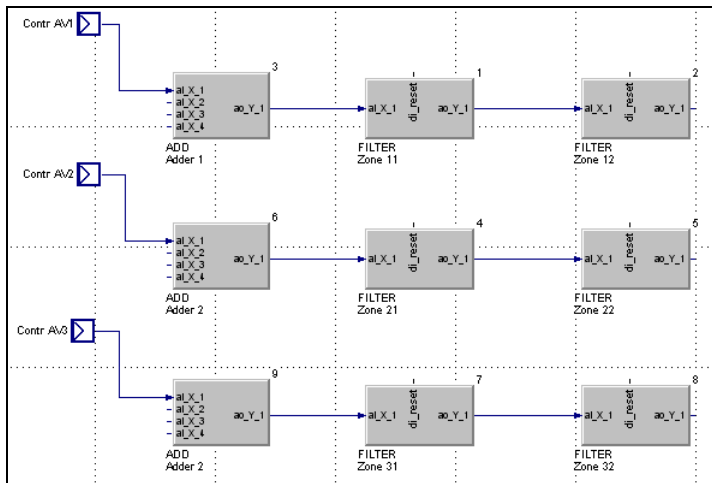 Contr AV1
3
1
2
aI_X_1
aI_X_2
aI_X_3
aI_X_4
ao_Y_1
aI_X_1
di_reset
ao_Y_1
aI_X_1
di_reset
ao_Y_1
ADD
Adder 1
FILTER
Zone 11
FILTER
Zone 12
Contr AV2
6
4
5
aI_X_1
aI_X_2
aI_X_3
aI_X_4
ao_Y_1
aI_X_1
di_reset
ao_Y_1
aI_X_1
di_reset
ao_Y_1
ADD
Adder 2
FILTER
Zone 21
FILTER
Zone 22
Contr AV3
9
7
8
aI_X_1
aI_X_2
aI_X_3
aI_X_4
ao_Y_1
aI_X_1
di_reset
ao_Y_1
aI_X_1
di_reset
ao_Y_1
ADD
Adder 2
FILTER
Zone 31
FILTER
Zone 32